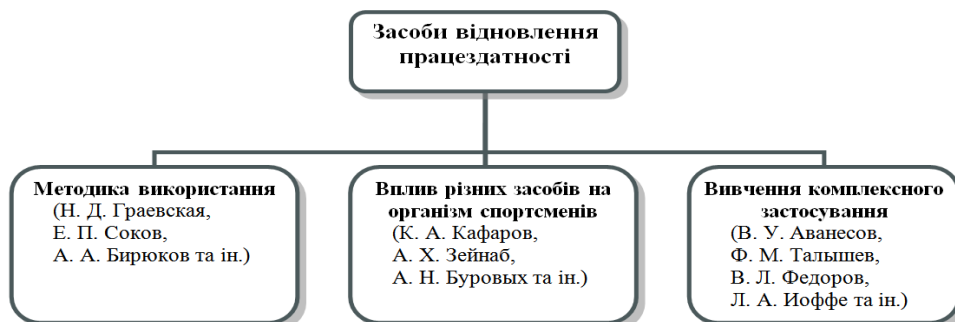 Засоби відновлення
працездатності
Методика використання
(Н. Д. Граевская,
Е. П. Соков,
А. А. Бирюков та ін.)
Вплив різних засобів на
організм спортсменів
(К. А. Кафаров,
А. Х. Зейнаб,
А. Н. Буровых та ін.)
Вивчення комплексного
застосування
(В. У. Аванесов,
Ф. М. Талышев,
В. Л. Федоров,
Л. А. Иоффе та ін.)